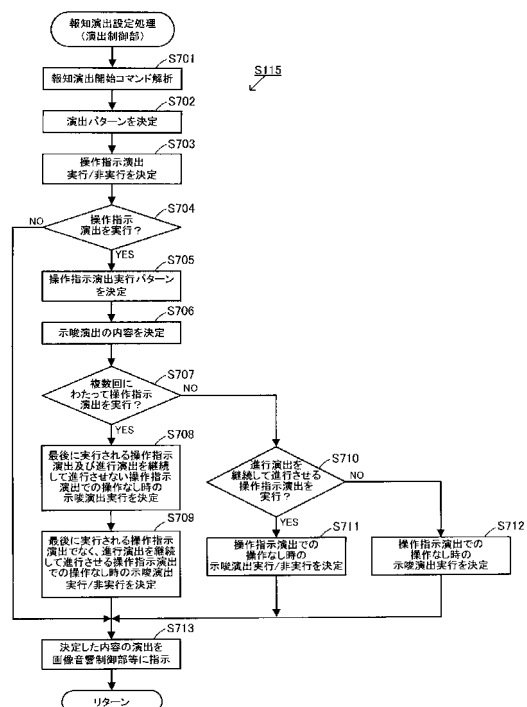 報知演出設定処理
(演出制御部)
S115
S701
報知演出開始コマンド解析
S702
演出パターンを決定
S703
操作指示演出
実行/非実行を決定
S704
操作指示
演出を実行?
NO
YES
S705
操作指示演出実行パターン
を決定
S706
示唆演出の内容を決定
S707
複数回に
わたって操作指示
演出を実行?
NO
YES
S708
最後に実行される操作指示
演出及び進行演出を継続
して進行させない操作指示
演出での操作なし時の
示唆演出実行を決定
S709
最後に実行される操作指示
演出でなく、進行演出を継続
して進行させる操作指示演出
での操作なし時の示唆演出
実行/非実行を決定
S710
進行演出を
継続して進行させる
操作指示演出を
実行?
NO
YES
S711
操作指示演出での
操作なし時の
示唆演出実行/非実行を決定
S712
操作指示演出での
操作なし時の
示唆演出実行を決定
S713
決定した内容の演出を
画像音響制御部等に指示
リターン